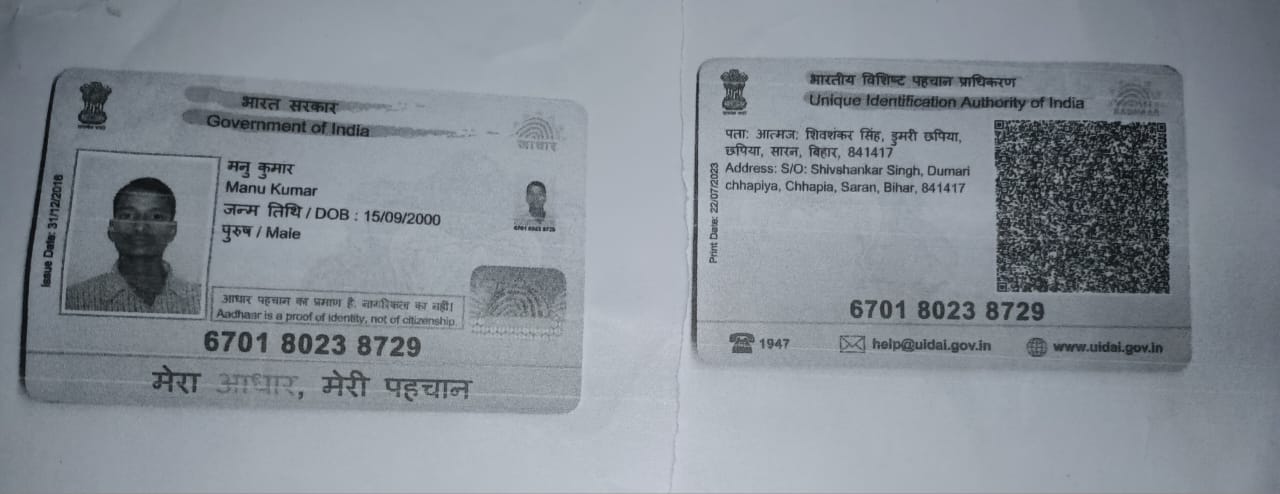 भारत सरकार
Government of India
Issue Date: 31/12/2016
मनु कुमार
Manu Kumar
जन्म तिथि / DOB : 15/09/2000
पुरुष / Male
6701 8023 8729
आधार पहचान का प्रमाण है, नागरिकता का नहीं।
Aadhaar is a proof of identity, not of citizenship.
6701 8023 8729
मेरा आधार, मेरी पहचान
भारतीय विशिष्ट पहचान प्राधिकरण
Unique Identification Authority of India
Print Date: 22/07/2023
पता: आत्मज: शिवशंकर सिंह, डुमरी छपिया,
छपिया, सारन, बिहार, 841417
Address: S/O: Shivshankar Singh, Dumari
chhapiya, Chhapia, Saran, Bihar, 841417
6701 8023 8729
1947
help@uidai.gov.in
www.uidai.gov.in